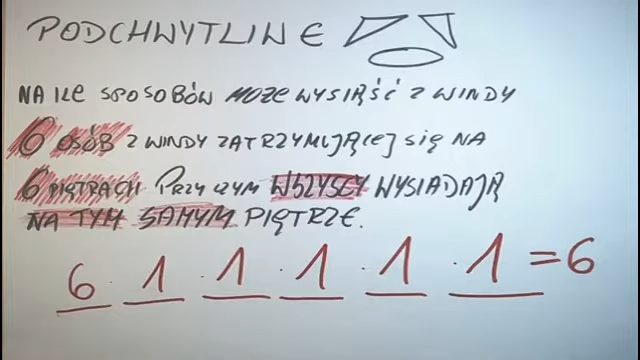 PODCHWYTLIWE
NA ILE SPOSOBÓW MOŻE WYSIĄŚĆ Z WINDY
6 OSÓB Z WINDY ZATRZYMUJĄCEJ SIĘ NA
6 PIĘTRACH PRZY CZYM WSZYSCY WYSIADAJĄ
NA TYM SAMYM PIĘTRZE.
6 · 1 · 1 · 1 · 1 · 1 = 6